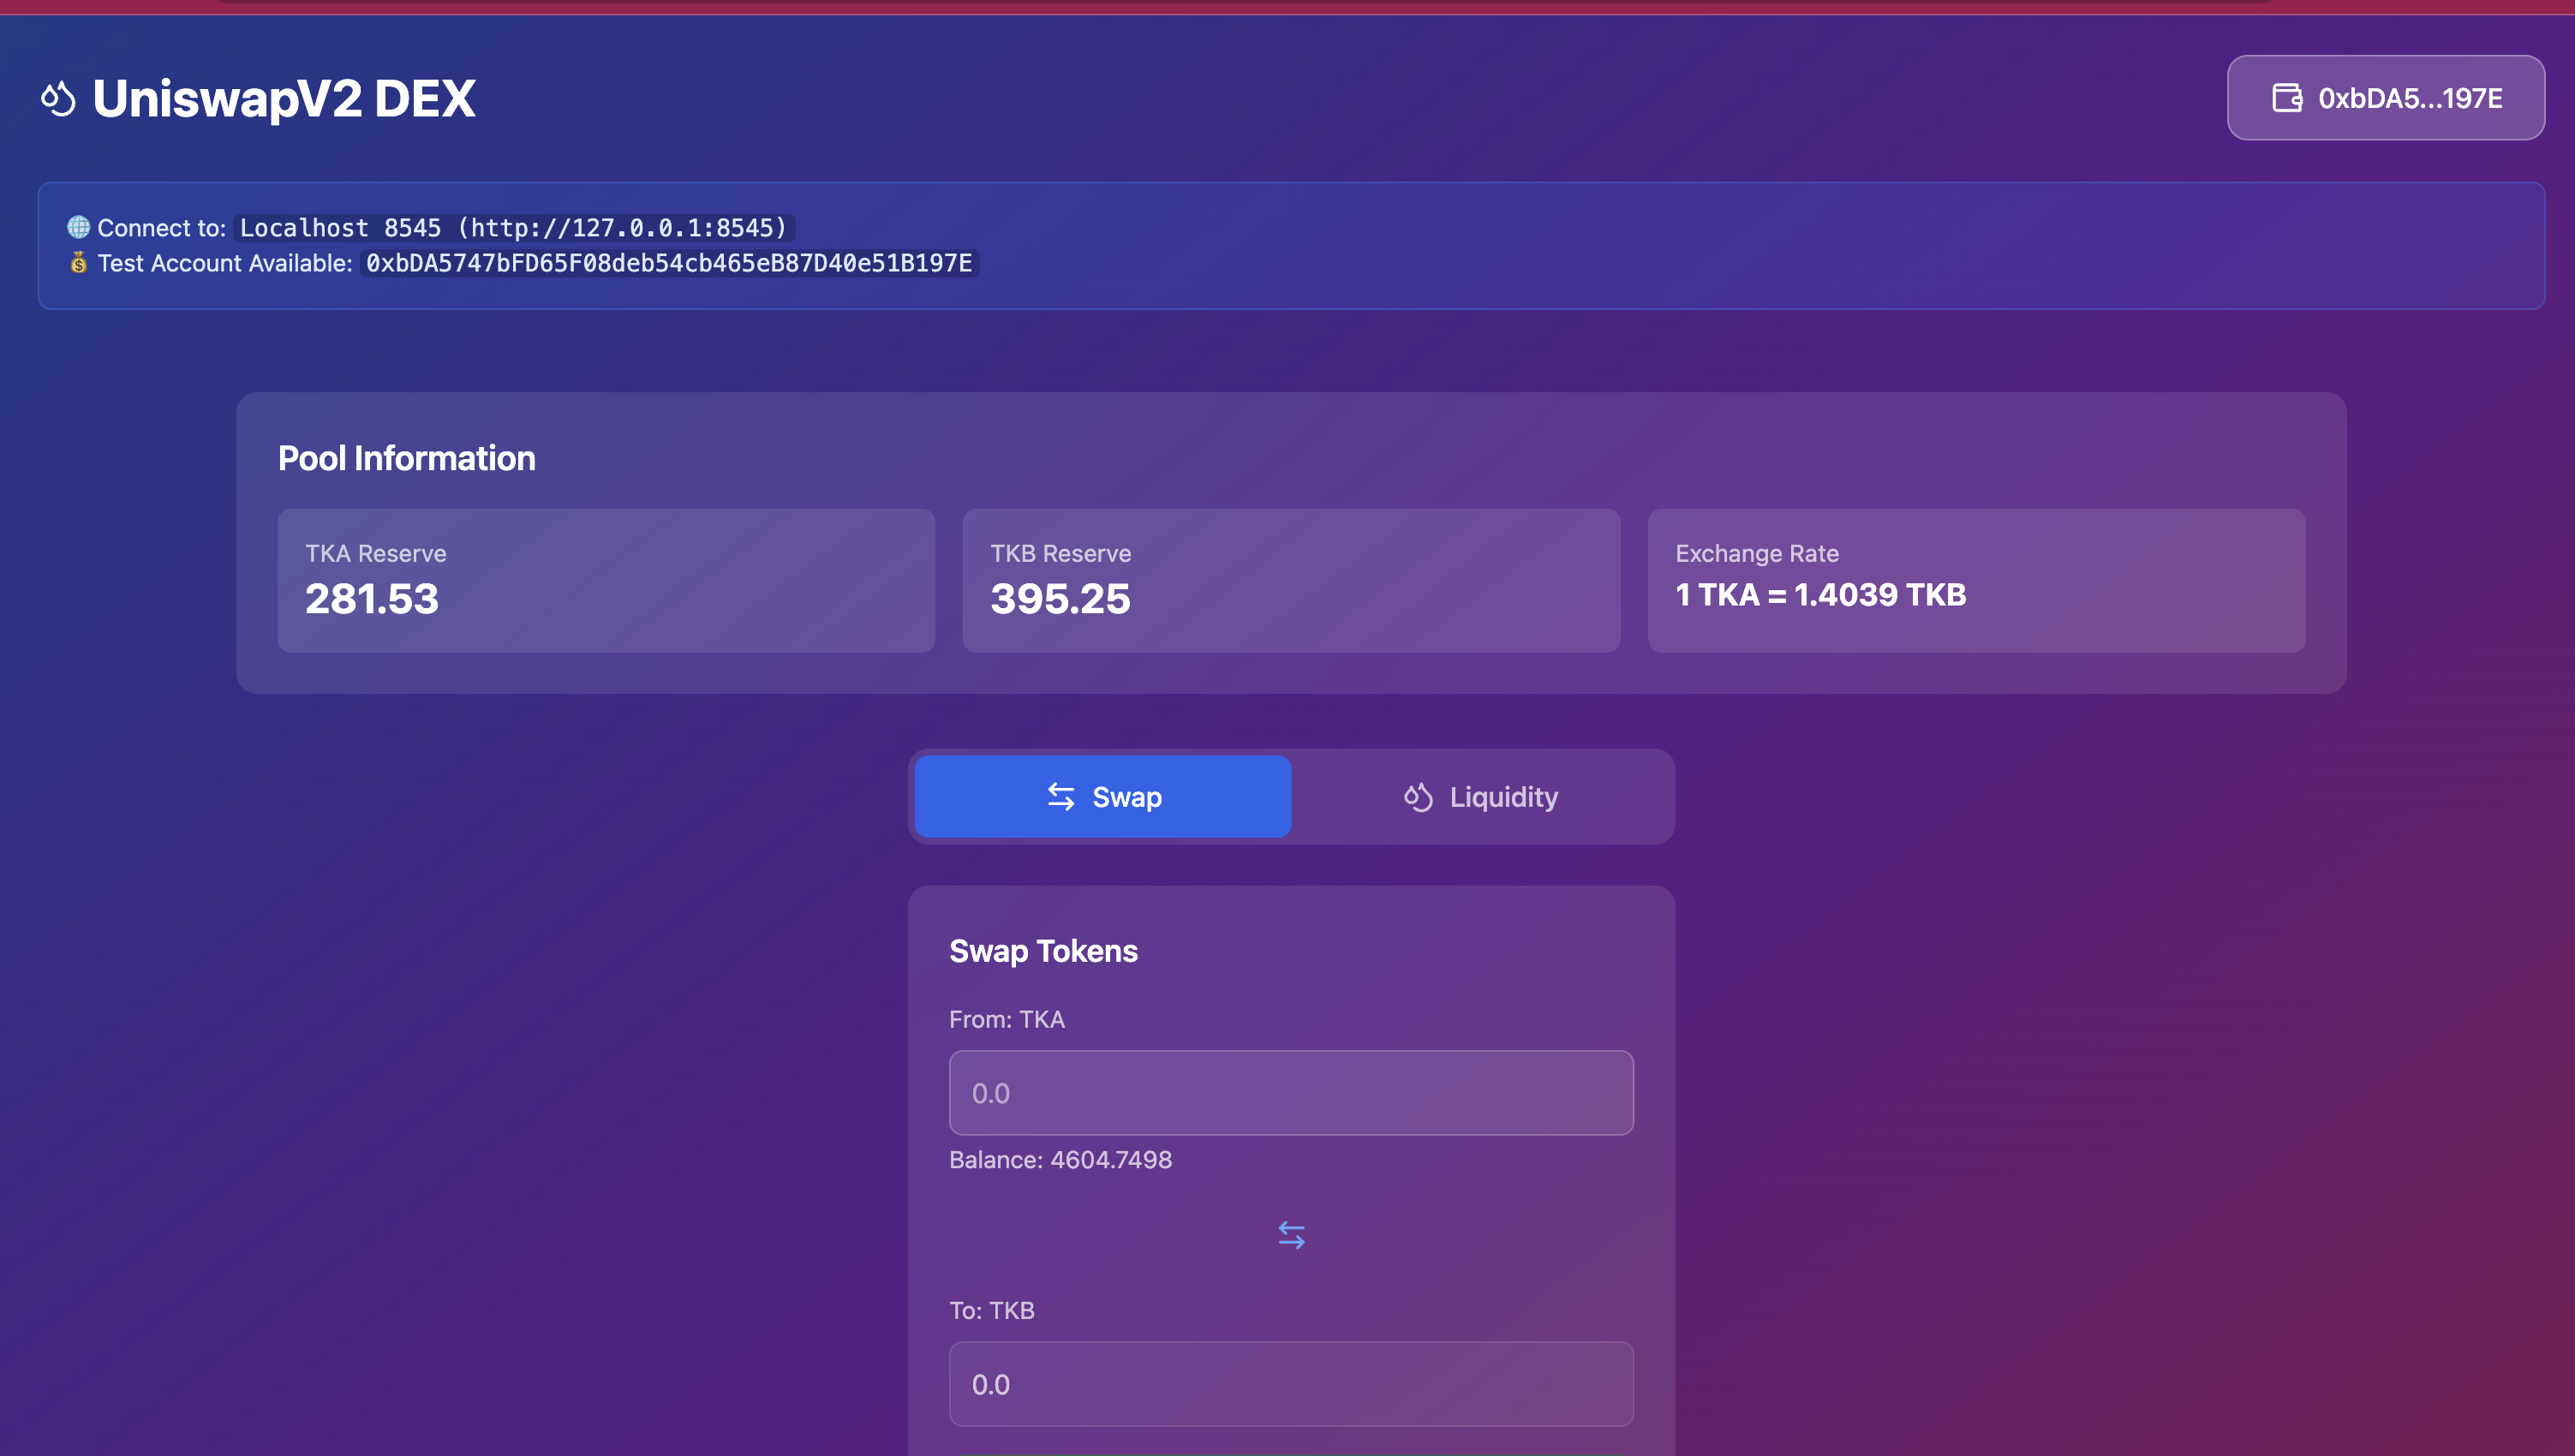 UniswapV2 DEX
0xbDA5...197E
🌐 Connect to: Localhost 8545 (http://127.0.0.1:8545)
💰 Test Account Available: 0xbDA5747bFD65F08deb54cb465eB87D40e51B197E
Pool Information
TKA Reserve
281.53
TKB Reserve
395.25
Exchange Rate
1 TKA = 1.4039 TKB
Swap
Liquidity
Swap Tokens
From: TKA
0.0
Balance: 4604.7498
To: TKB
0.0